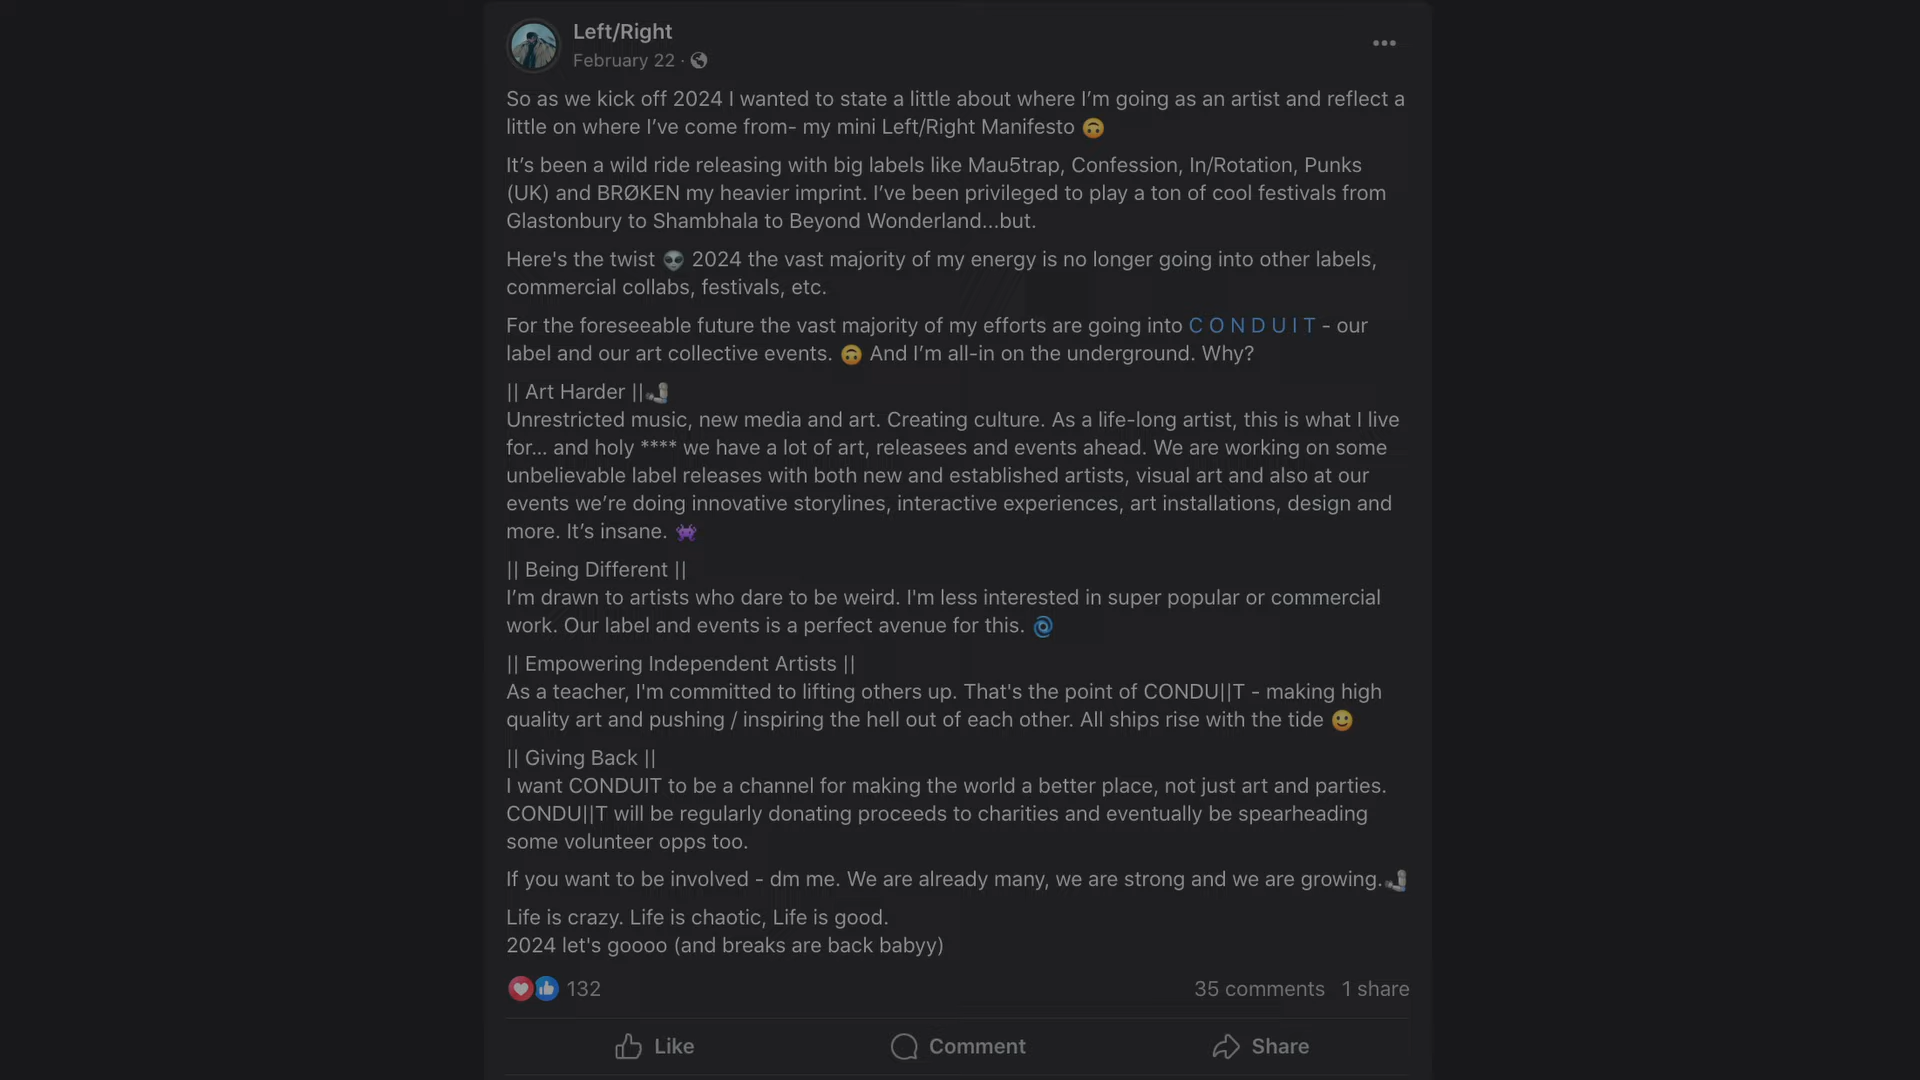 Left/Right
February 22 ·
So as we kick off 2024 I wanted to state a little about where I’m going as an artist and reflect a
little on where I’ve come from- my mini Left/Right Manifesto 🙃
It’s been a wild ride releasing with big labels like Mau5trap, Confession, In/Rotation, Punks
(UK) and BRØKEN my heavier imprint. I’ve been privileged to play a ton of cool festivals from
Glastonbury to Shambhala to Beyond Wonderland...but.
Here's the twist 👽 2024 the vast majority of my energy is no longer going into other labels,
commercial collabs, festivals, etc.
For the foreseeable future the vast majority of my efforts are going into C O N D U I T - our
label and our art collective events. 🙃 And I’m all-in on the underground. Why?
|| Art Harder ||🦾
Unrestricted music, new media and art. Creating culture. As a life-long artist, this is what I live
for... and holy **** we have a lot of art, releasees and events ahead. We are working on some
unbelievable label releases with both new and established artists, visual art and also at our
events we’re doing innovative storylines, interactive experiences, art installations, design and
more. It’s insane. 👾
|| Being Different ||
I’m drawn to artists who dare to be weird. I'm less interested in super popular or commercial
work. Our label and events is a perfect avenue for this. 🌀
|| Empowering Independent Artists ||
As a teacher, I'm committed to lifting others up. That's the point of CONDU||T - making high
quality art and pushing / inspiring the hell out of each other. All ships rise with the tide 🙂
|| Giving Back ||
I want CONDUIT to be a channel for making the world a better place, not just art and parties.
CONDU||T will be regularly donating proceeds to charities and eventually be spearheading
some volunteer opps too.
If you want to be involved - dm me. We are already many, we are strong and we are growing.🦾
Life is crazy. Life is chaotic, Life is good.
2024 let's goooo (and breaks are back babyy)
132
35 comments 1 share
Like Comment Share